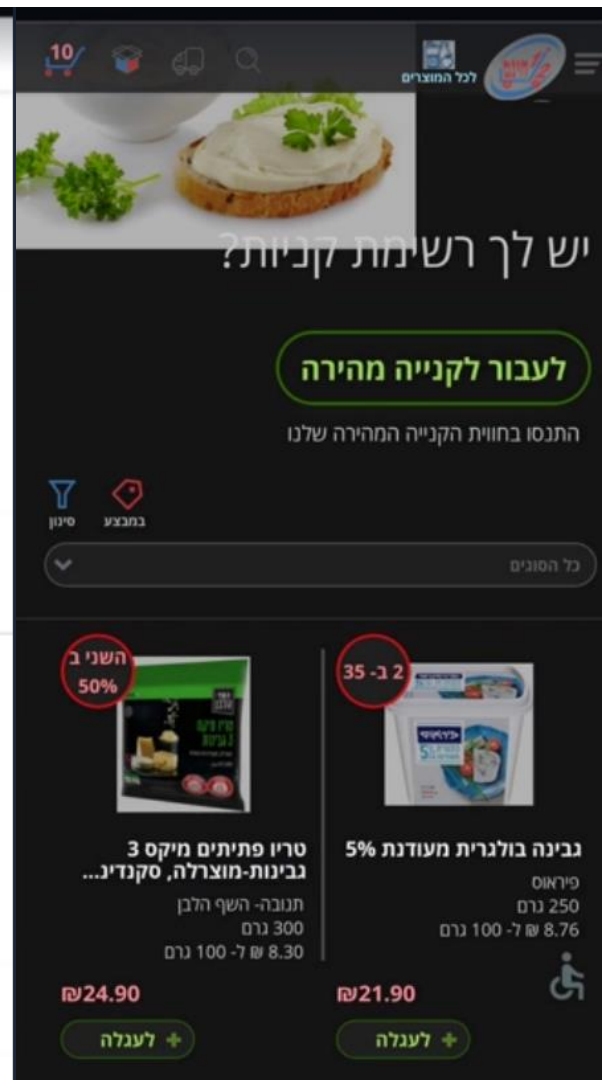 10
לכל המוצרים
יש לך רשימת קניות?
לעבור לקנייה מהירה
התנסו בחווית הקנייה המהירה שלנו
במבצע
סינון
כל הסוגים
2 ב- 35
פיראוס
5%
גבינה בולגרית מעודנת 5%
פיראוס
250 גרם
8.76 ₪ ל- 100 גרם
₪21.90
+ לעגלה
השני ב
50%
טריו פתיתים מיקס 3
גבינות-מוצרלה, סקנדינ...
תנובה- השף הלבן
300 גרם
8.30 ₪ ל- 100 גרם
₪24.90
+ לעגלה